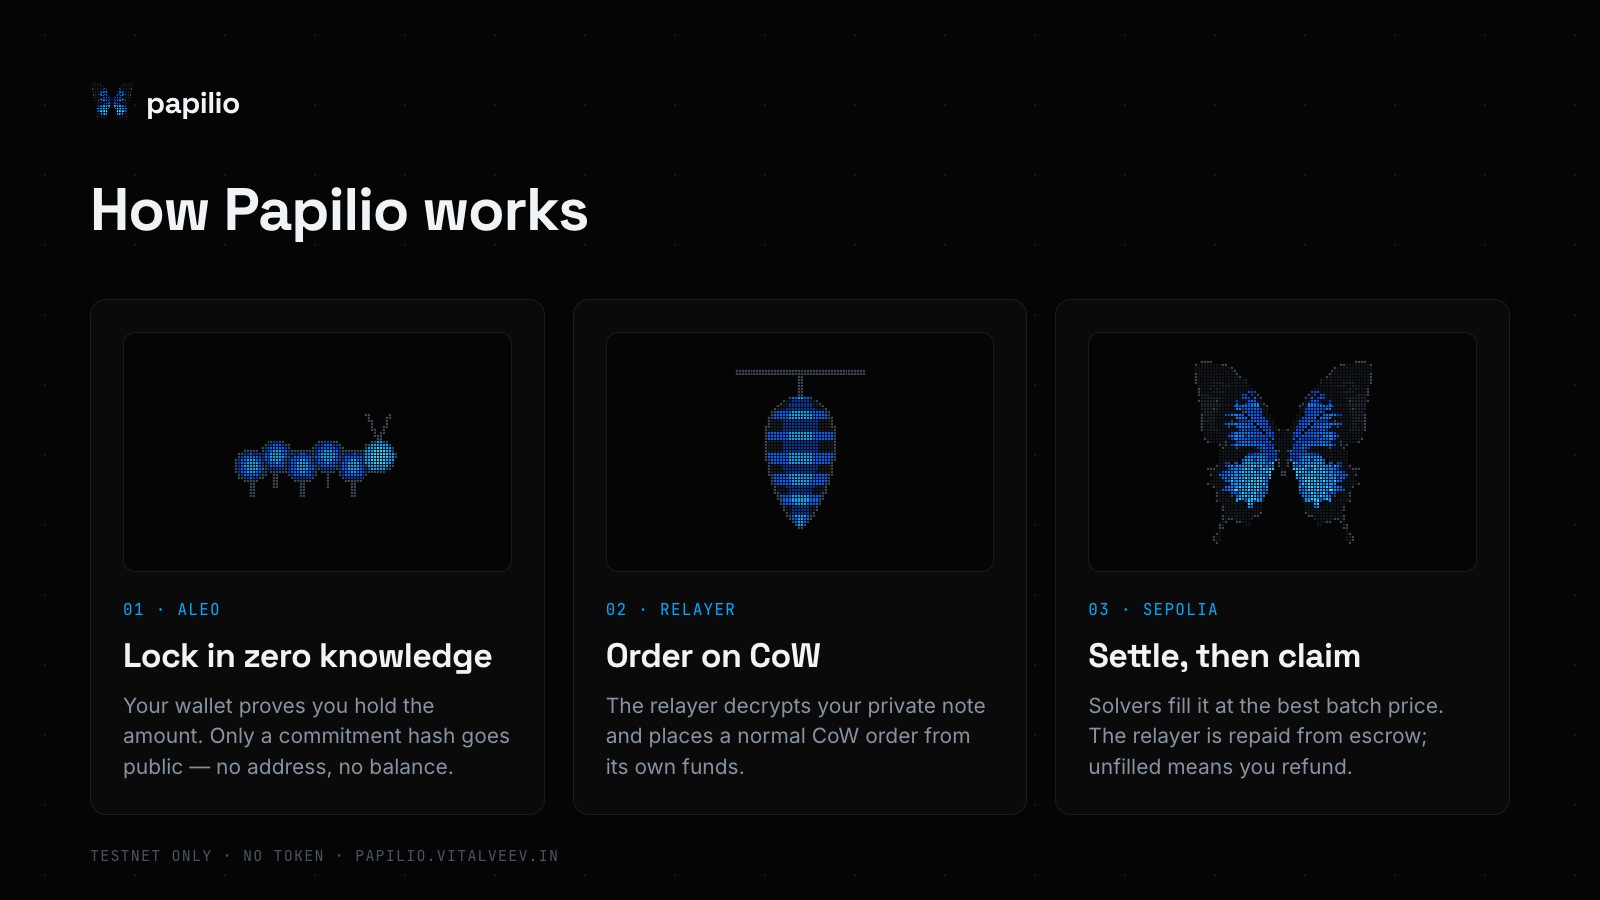 papilio
How Papilio works
01 · ALEO
Lock in zero knowledge
Your wallet proves you hold the
amount. Only a commitment hash goes
public — no address, no balance.
02 · RELAYER
Order on CoW
The relayer decrypts your private note
and places a normal CoW order from
its own funds.
03 · SEPOLIA
Settle, then claim
Solvers fill it at the best batch price.
The relayer is repaid from escrow;
unfilled means you refund.
TESTNET ONLY · NO TOKEN · PAPILIO.VITALVEEV.IN